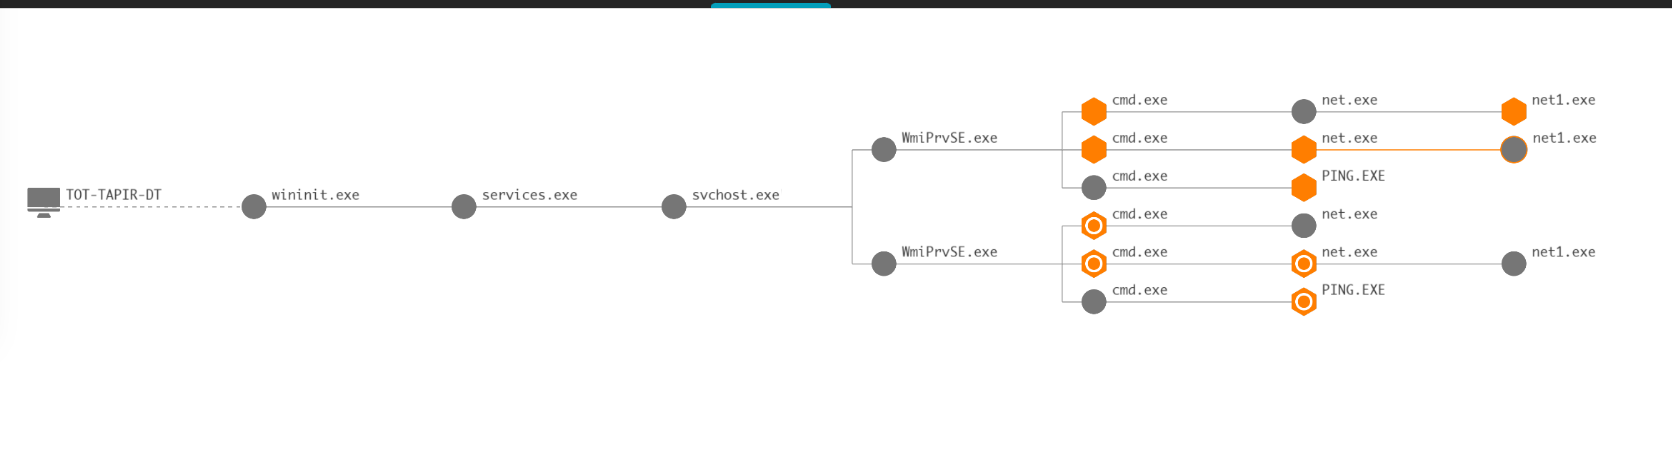 cmd.exe net.exe net1.exe
WmiPrvSE.exe cmd.exe net.exe net1.exe
cmd.exe PING.EXE
TOT-TAPIR-DT wininit.exe services.exe svchost.exe
cmd.exe net.exe
WmiPrvSE.exe cmd.exe net.exe net1.exe
cmd.exe PING.EXE